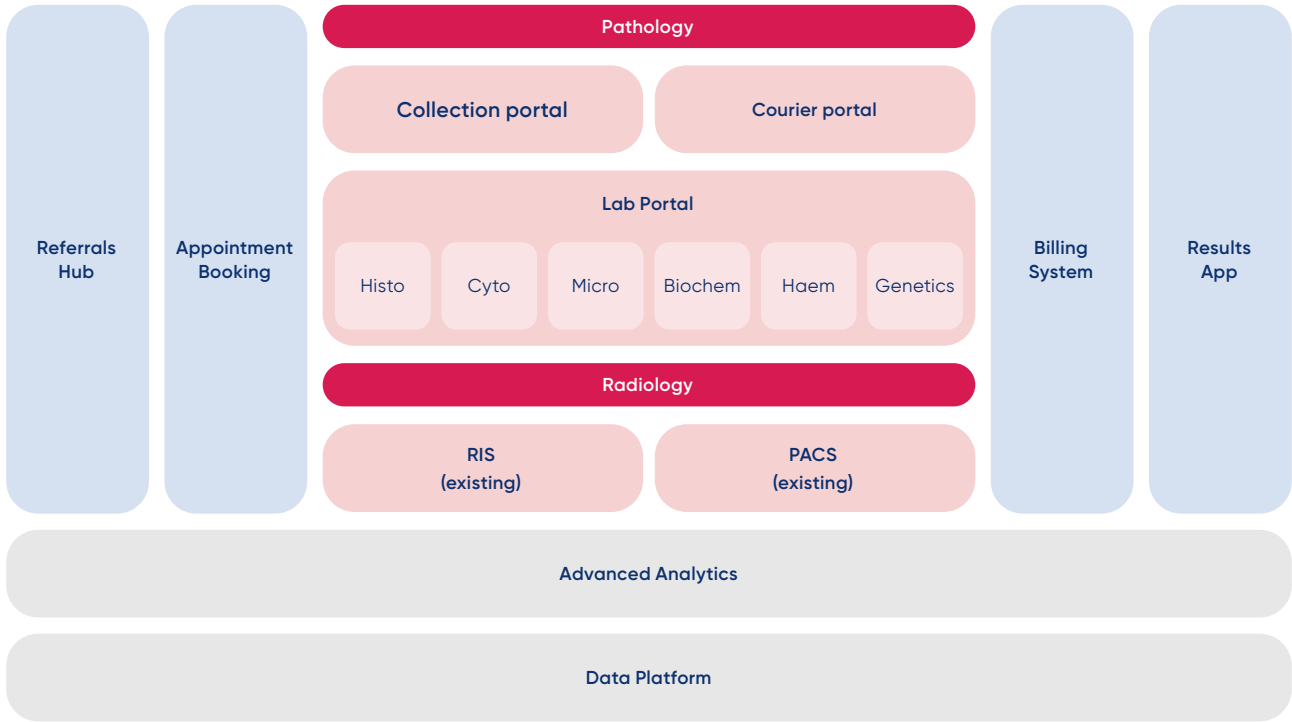 Referrals
Hub
Appointment
Booking
Pathology
Collection portal
Courier portal
Lab Portal
Histo
Cyto
Micro
Biochem
Haem
Genetics
Radiology
RIS
(existing)
PACS
(existing)
Billing
System
Results
App
Advanced Analytics
Data Platform